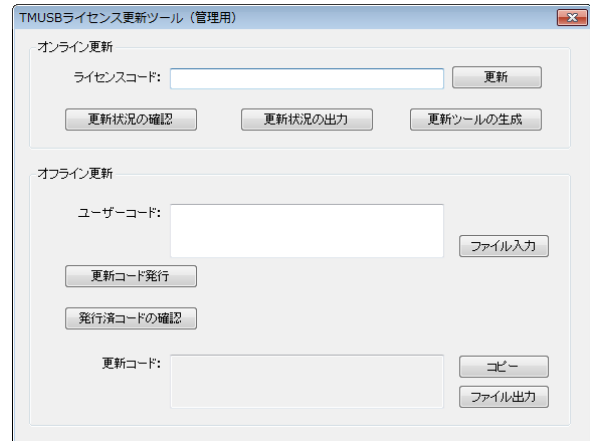 TMUSBライセンス更新ツール（管理用）
オンライン更新
ライセンスコード:
更新
更新状況の確認
更新状況の出力
更新ツールの生成
オフライン更新
ユーザーコード:
ファイル入力
更新コード発行
発行済コードの確認
更新コード:
コピー
ファイル出力